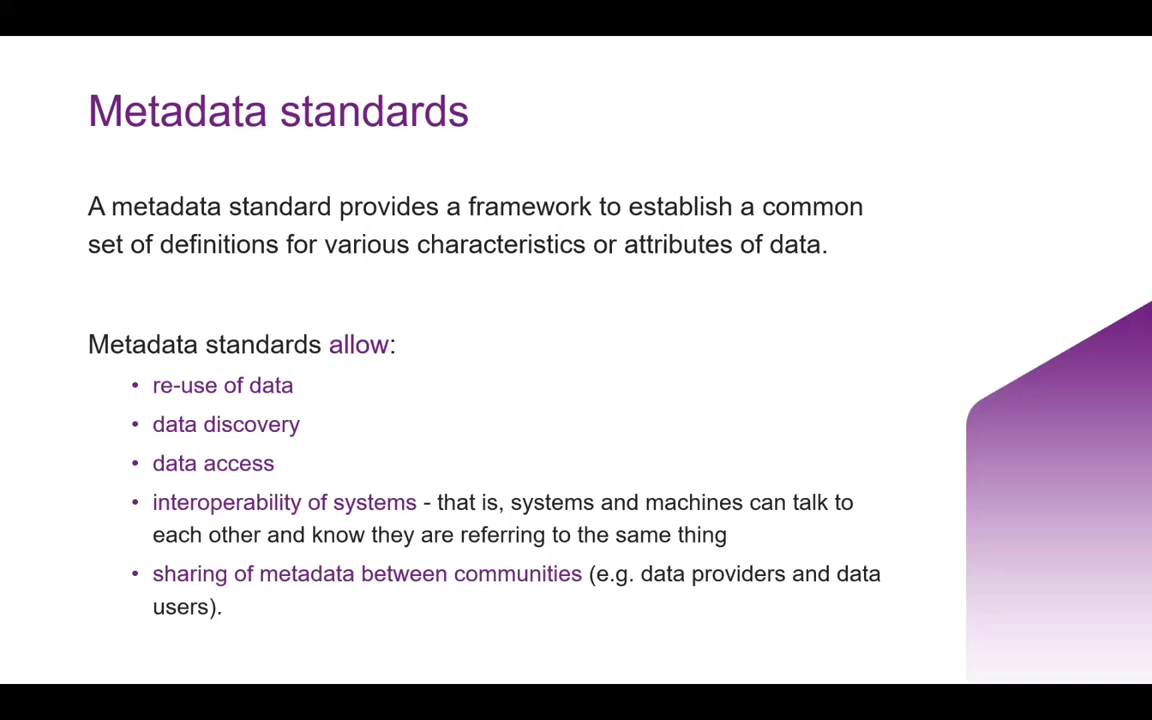 Metadata standards
A metadata standard provides a framework to establish a common
set of definitions for various characteristics or attributes of data.
Metadata standards allow:
• re-use of data
• data discovery
• data access
• interoperability of systems - that is, systems and machines can talk to
each other and know they are referring to the same thing
• sharing of metadata between communities (e.g. data providers and data
users).